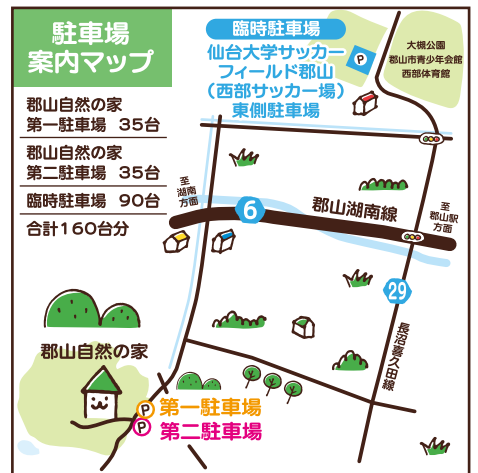 駐車場
案内マップ
郡山自然の家
第一駐車場 35台
郡山自然の家
第二駐車場 35台
臨時駐車場 90台
合計160台分
臨時駐車場
仙台大学サッカー
フィールド郡山
（西部サッカー場）
東側駐車場
P
大槻公園
郡山市青少年会館
西部体育館
至
湖南
方面
6
郡山湖南線
至
郡山駅
方面
29
長沼喜久田線
郡山自然の家
P 第一駐車場
P 第二駐車場